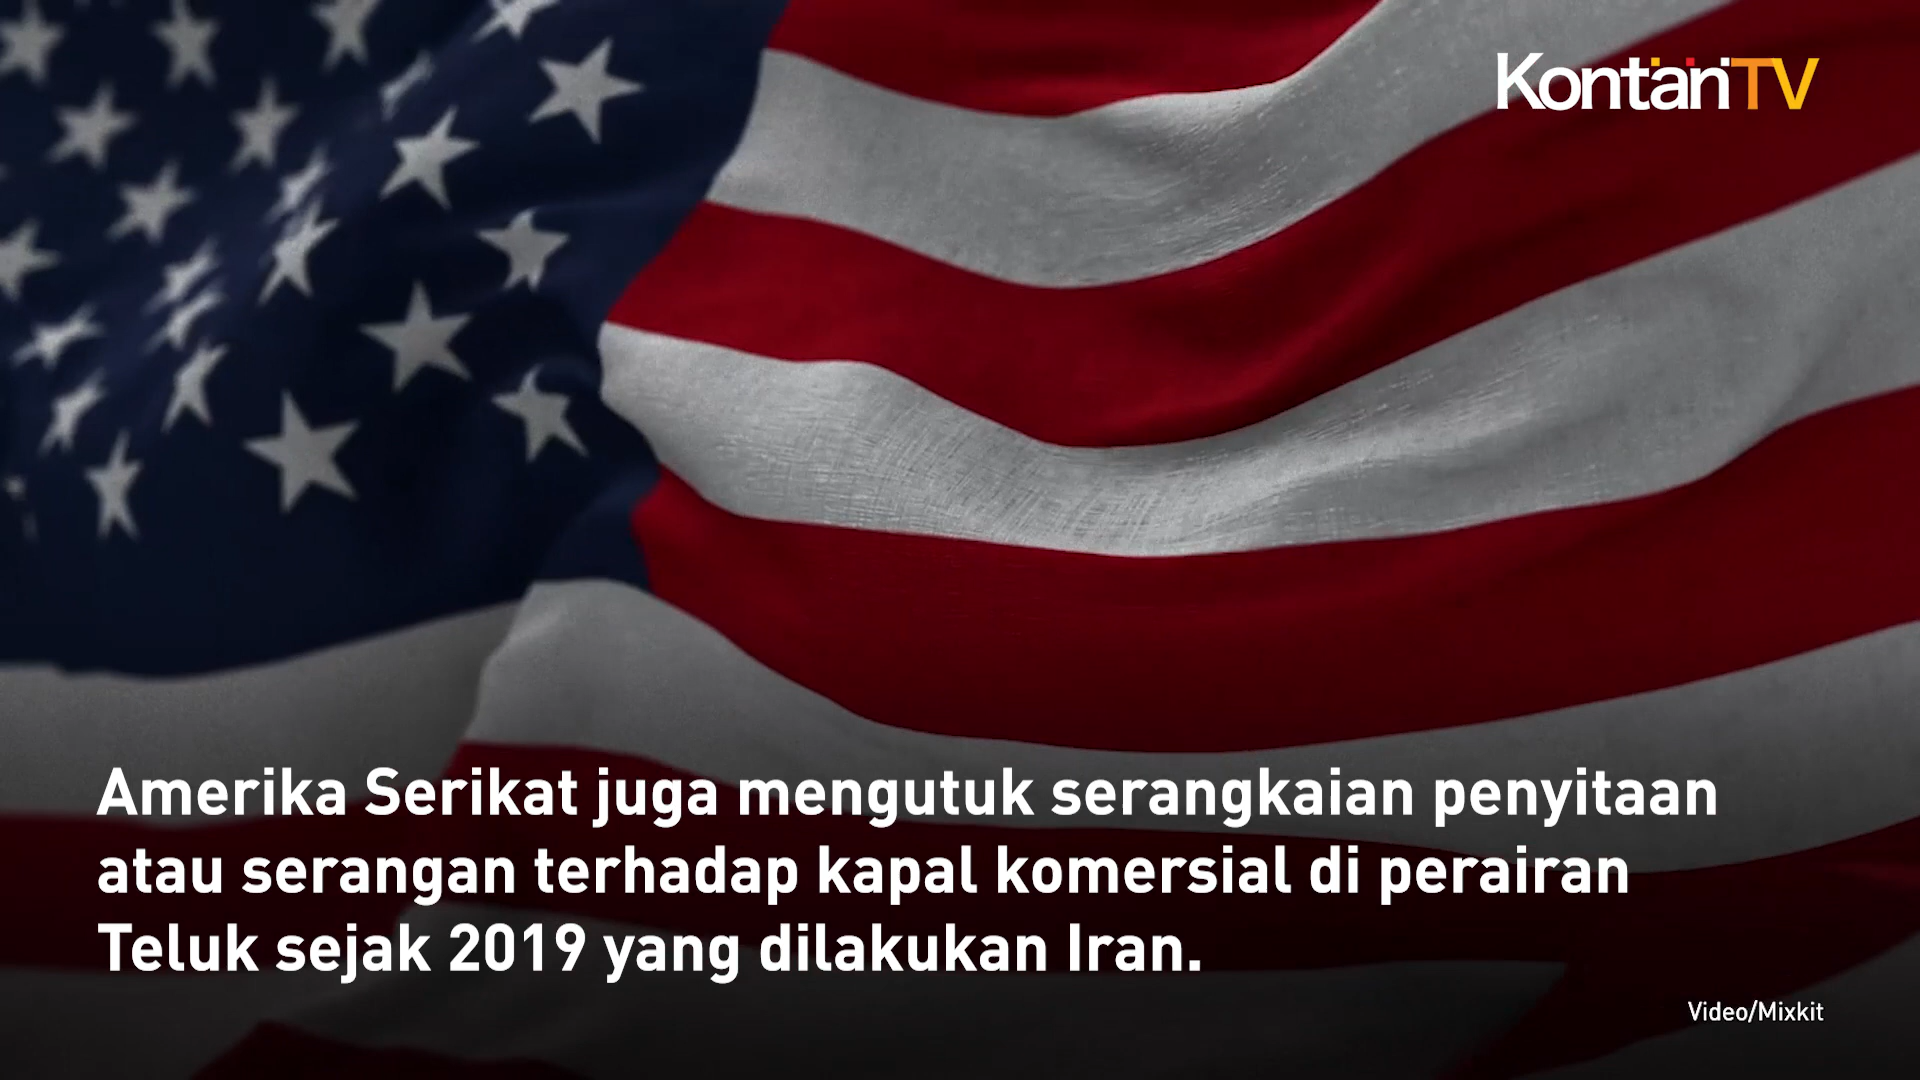 KontanTV
Amerika Serikat juga mengutuk serangkaian penyitaan
atau serangan terhadap kapal komersial di perairan
Teluk sejak 2019 yang dilakukan Iran.
Video/Mixkit